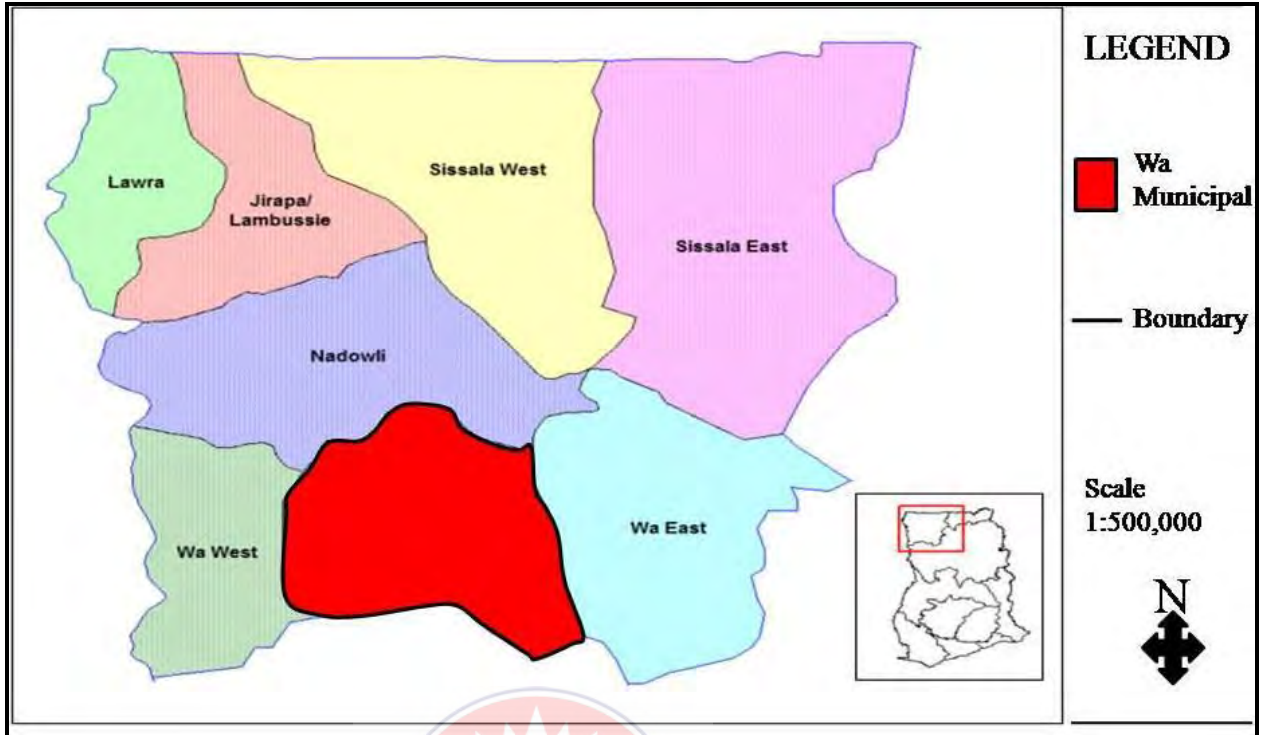 Lawra
Jirapa/
Lambussie
Sissala West
Sissala East
Nadowli
Wa West
Wa East
LEGEND
Wa
Municipal
Boundary
Scale
1:500,000
N